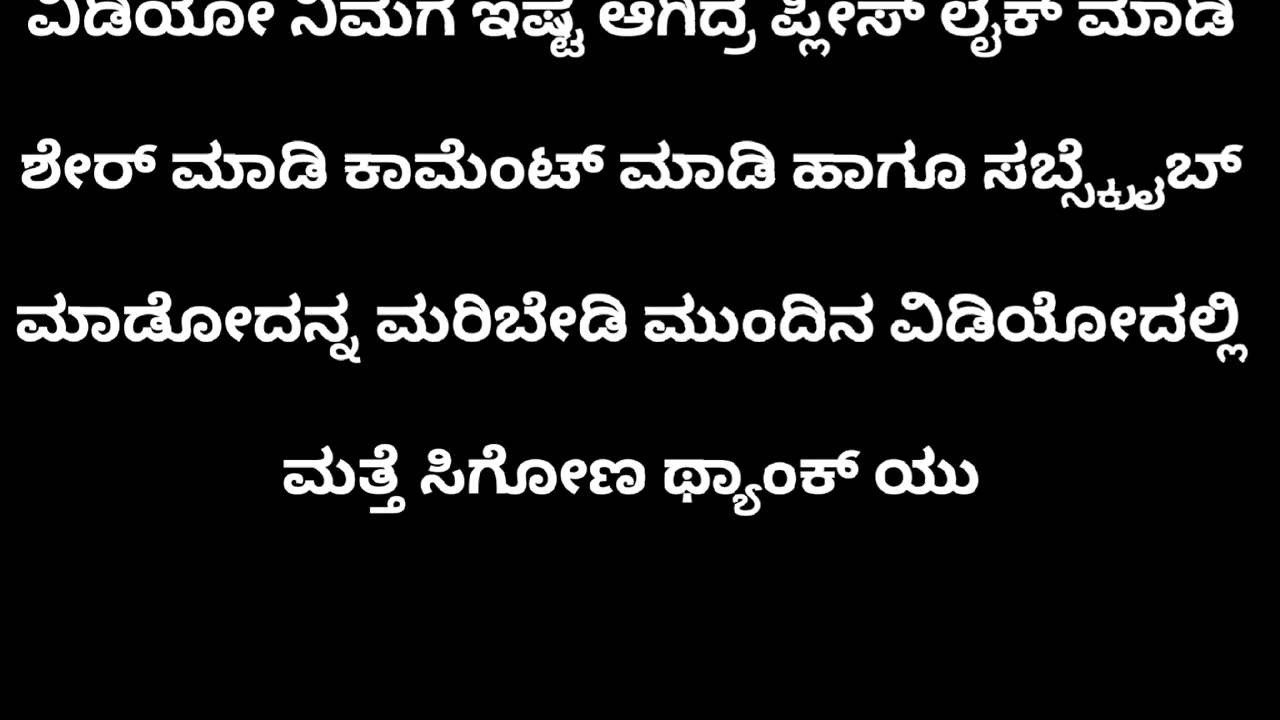 ವಿಡಿಯೋ ನಿಮಗೆ ಇಷ್ಟ ಆಗಿದ್ರೆ ಪ್ಲೀಸ್ ಲೈಕ್ ಮಾಡಿ
ಶೇರ್ ಮಾಡಿ ಕಾಮೆಂಟ್ ಮಾಡಿ ಹಾಗೂ ಸಬ್ಸ್ಕ್ರೈಬ್
ಮಾಡೋದನ್ನ ಮರಿಬೇಡಿ ಮುಂದಿನ ವಿಡಿಯೋದಲ್ಲಿ
ಮತ್ತೆ ಸಿಗೋಣ ಥ್ಯಾಂಕ್ ಯು